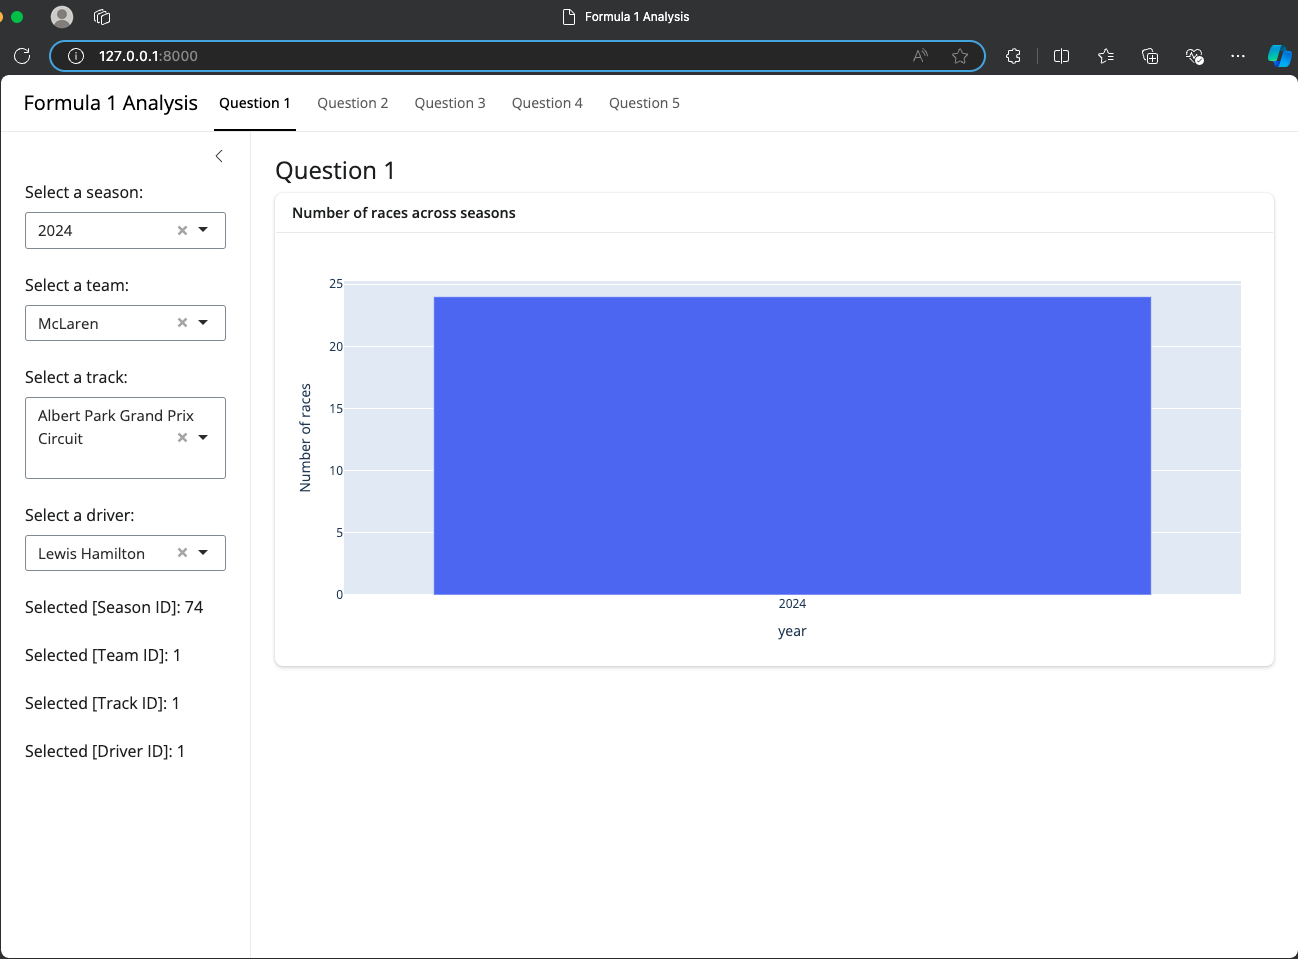 Formula 1 Analysis
127.0.0.1:8000
Formula 1 Analysis
Question 1
Question 2
Question 3
Question 4
Question 5
Select a season:
2024
Select a team:
McLaren
Select a track:
Albert Park Grand Prix
Circuit
Select a driver:
Lewis Hamilton
Selected [Season ID]: 74
Selected [Team ID]: 1
Selected [Track ID]: 1
Selected [Driver ID]: 1
Question 1
Number of races across seasons
Number of races
25
20
15
10
5
0
2024
year